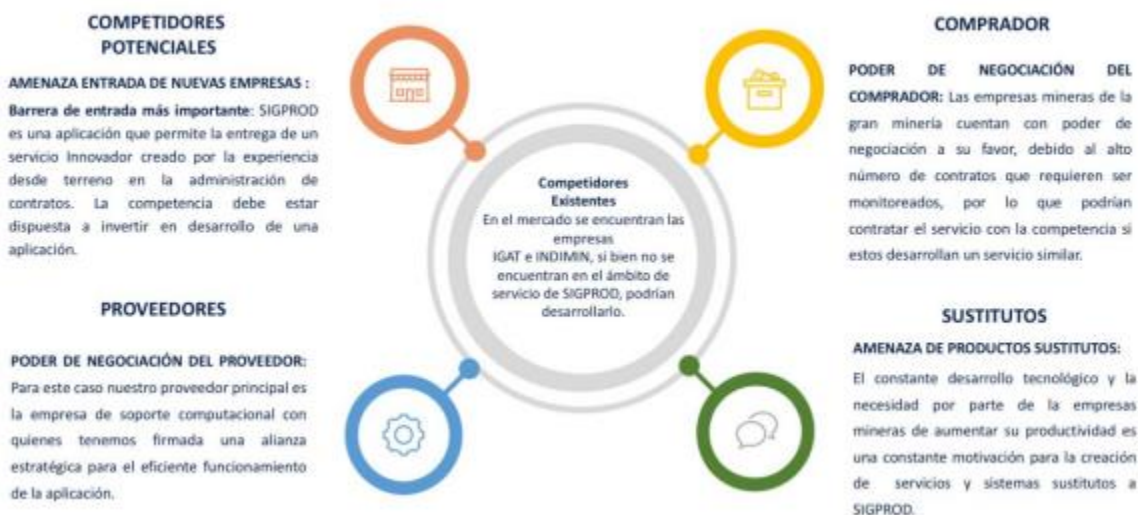 COMPETIDORES
POTENCIALES
AMENAZA ENTRADA DE NUEVAS EMPRESAS :
Barrera de entrada más importante: SIGPROD
es una aplicación que permite la entrega de un
servicio Innovador creado por la experiencia
desde terreno en la administración de
contratos. La competencia debe estar
dispuesta a invertir en desarrollo de una
aplicación.
PROVEEDORES
PODER DE NEGOCIACIÓN DEL PROVEEDOR:
Para este caso nuestro proveedor principal es
la empresa de soporte computacional con
quienes tenemos firmada una alianza
estratégica para el eficiente funcionamiento
de la aplicación.
Competidores
Existentes
En el mercado se encuentran las
empresas
IGAT e INDIMIN, si bien no se
encuentran en el ámbito de
servicio de SIGPROD, podrían
desarrollarlo.
COMPRADOR
PODER DE NEGOCIACIÓN DEL
COMPRADOR: Las empresas mineras de la
gran minería cuentan con poder de
negociación a su favor, debido al alto
número de contratos que requieren ser
monitoreados, por lo que podrían
contratar el servicio con la competencia si
estos desarrollan un servicio similar.
SUSTITUTOS
AMENAZA DE PRODUCTOS SUSTITUTOS:
El constante desarrollo tecnológico y la
necesidad por parte de la empresas
mineras de aumentar su productividad es
una constante motivación para la creación
de servicios y sistemas sustitutos a
SIGPROD.